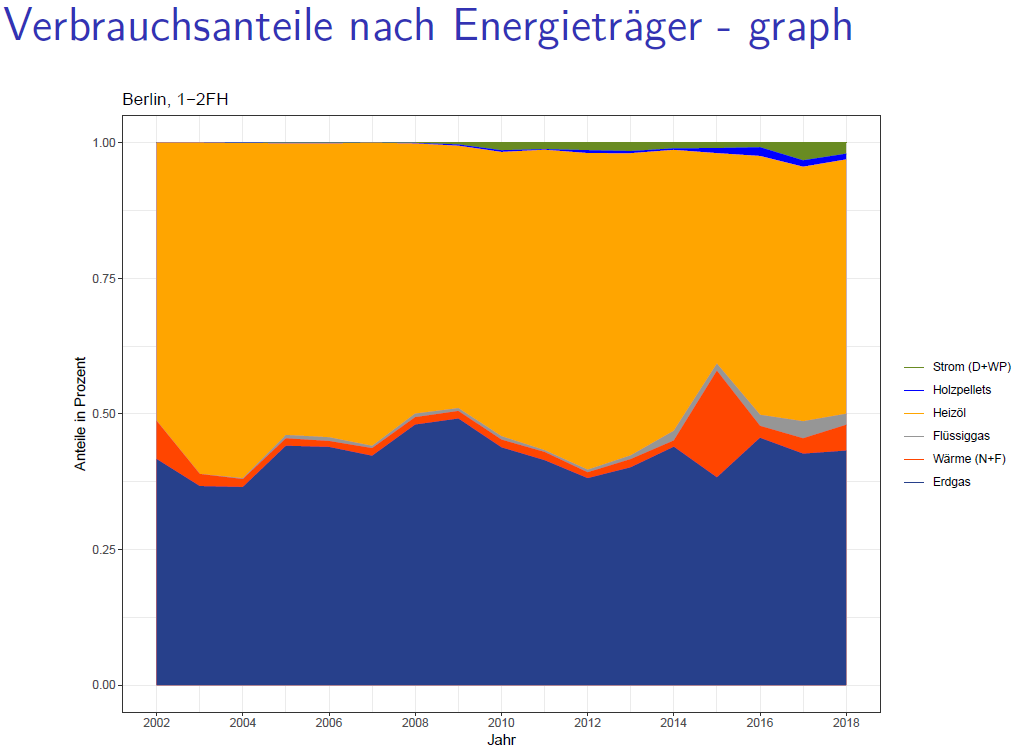 Verbrauchsanteile nach Energieträger - graph
Berlin, 1−2FH
1.00
0.75
0.50
0.25
0.00
Anteile in Prozent
2002 2004 2006 2008 2010 2012 2014 2016 2018
Jahr
Strom (D+WP)
Holzpellets
Heizöl
Flüssiggas
Wärme (N+F)
Erdgas